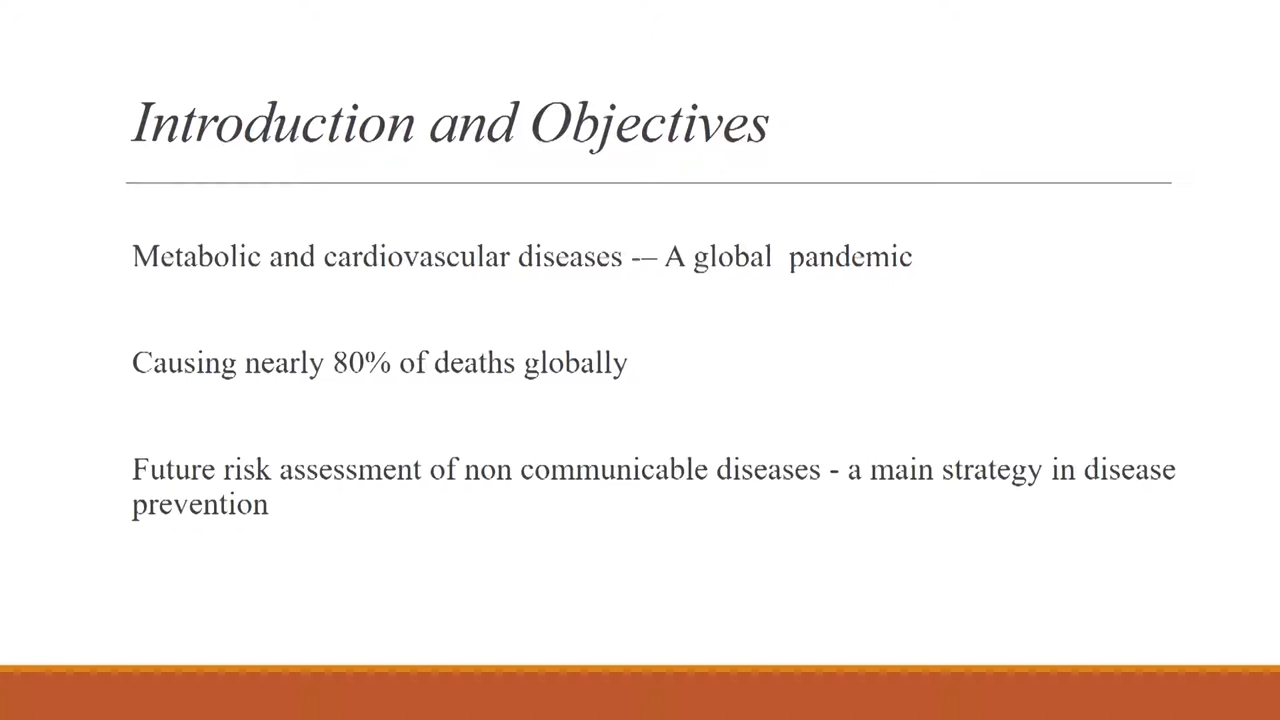 Introduction and Objectives
Metabolic and cardiovascular diseases -– A global  pandemic
Causing nearly 80% of deaths globally
Future risk assessment of non communicable diseases - a main strategy in disease
prevention